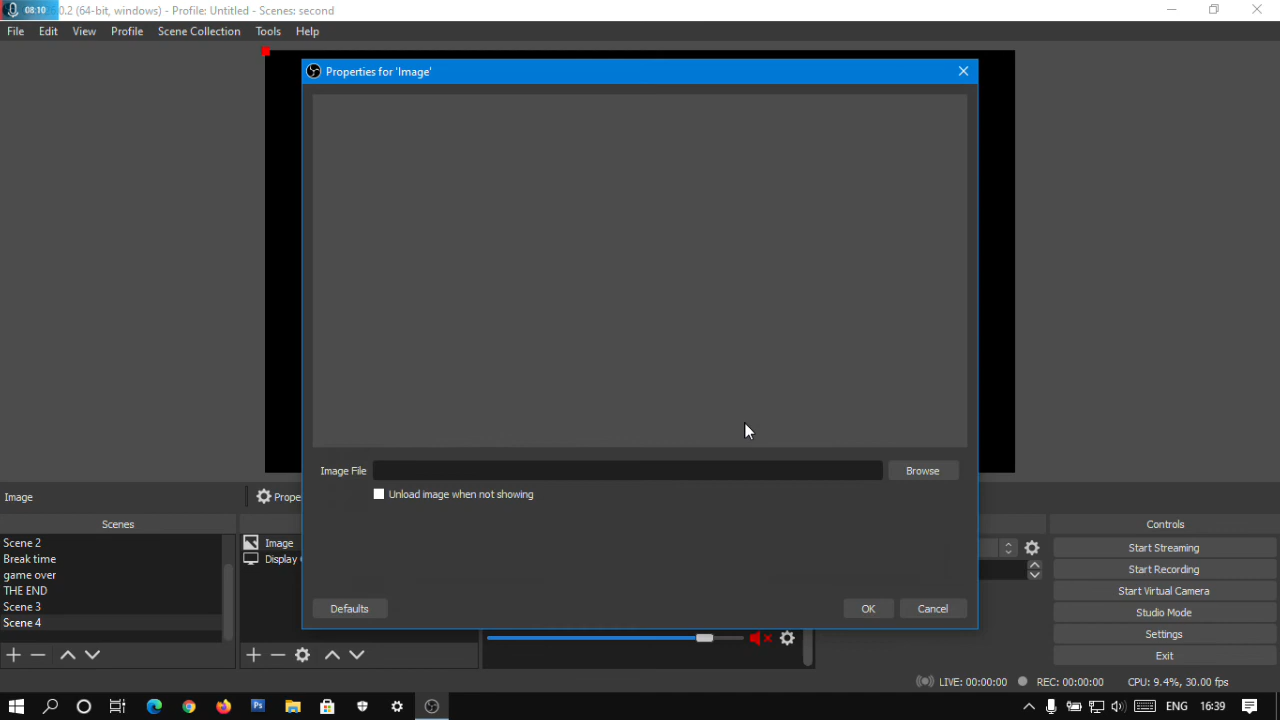 08:10 0.2 (64-bit, windows) - Profile: Untitled - Scenes: second
File Edit View Profile Scene Collection Tools Help
Properties for 'Image'
Image File Browse
Unload image when not showing
Image
Scenes
Scene 2
Break time
game over
THE END
Scene 3
Scene 4
Image
Display
Defaults OK Cancel
Controls
Start Streaming
Start Recording
Start Virtual Camera
Studio Mode
Settings
Exit
LIVE: 00:00:00 REC: 00:00:00 CPU: 9.4%, 30.00 fps
Ps
ENG 16:39